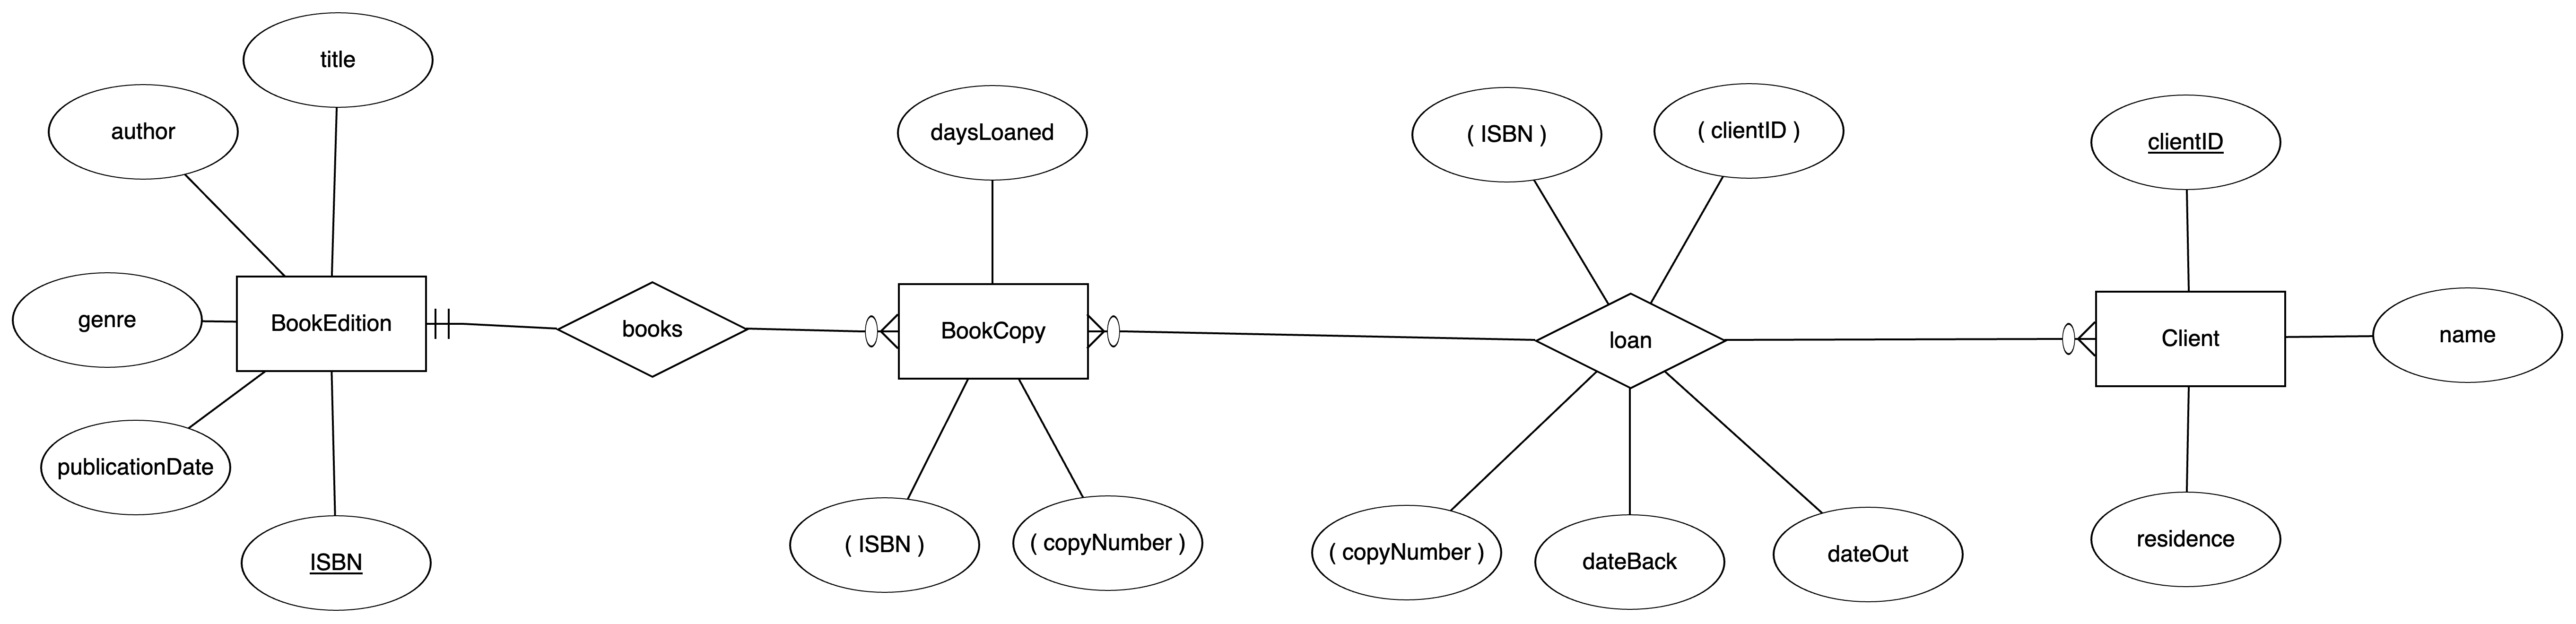 title
author
daysLoaned
( ISBN )
( clientID )
clientID
genre
BookEdition
books
BookCopy
loan
Client
name
publicationDate
ISBN
( ISBN )
( copyNumber )
( copyNumber )
dateBack
dateOut
residence